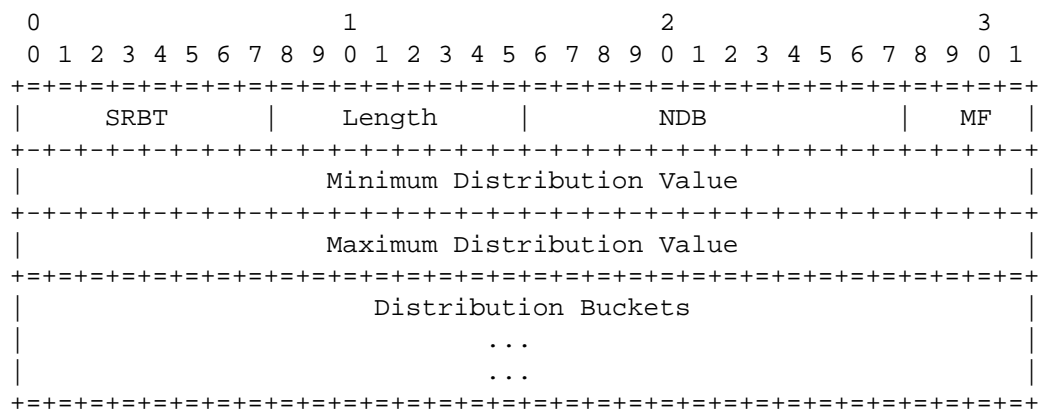 0                   1                   2                   3
 0 1 2 3 4 5 6 7 8 9 0 1 2 3 4 5 6 7 8 9 0 1 2 3 4 5 6 7 8 9 0 1
+=+=+=+=+=+=+=+=+=+=+=+=+=+=+=+=+=+=+=+=+=+=+=+=+=+=+=+=+=+=+=+=+
|     SRBT      |    Length     |        NDB            |   MF  |
+-+-+-+-+-+-+-+-+-+-+-+-+-+-+-+-+-+-+-+-+-+-+-+-+-+-+-+-+-+-+-+-+
|                   Minimum Distribution Value                  |
+-+-+-+-+-+-+-+-+-+-+-+-+-+-+-+-+-+-+-+-+-+-+-+-+-+-+-+-+-+-+-+-+
|                   Maximum Distribution Value                  |
+=+=+=+=+=+=+=+=+=+=+=+=+=+=+=+=+=+=+=+=+=+=+=+=+=+=+=+=+=+=+=+=+
|                      Distribution Buckets                     |
|                             ...                               |
|                             ...                               |
+=+=+=+=+=+=+=+=+=+=+=+=+=+=+=+=+=+=+=+=+=+=+=+=+=+=+=+=+=+=+=+=+